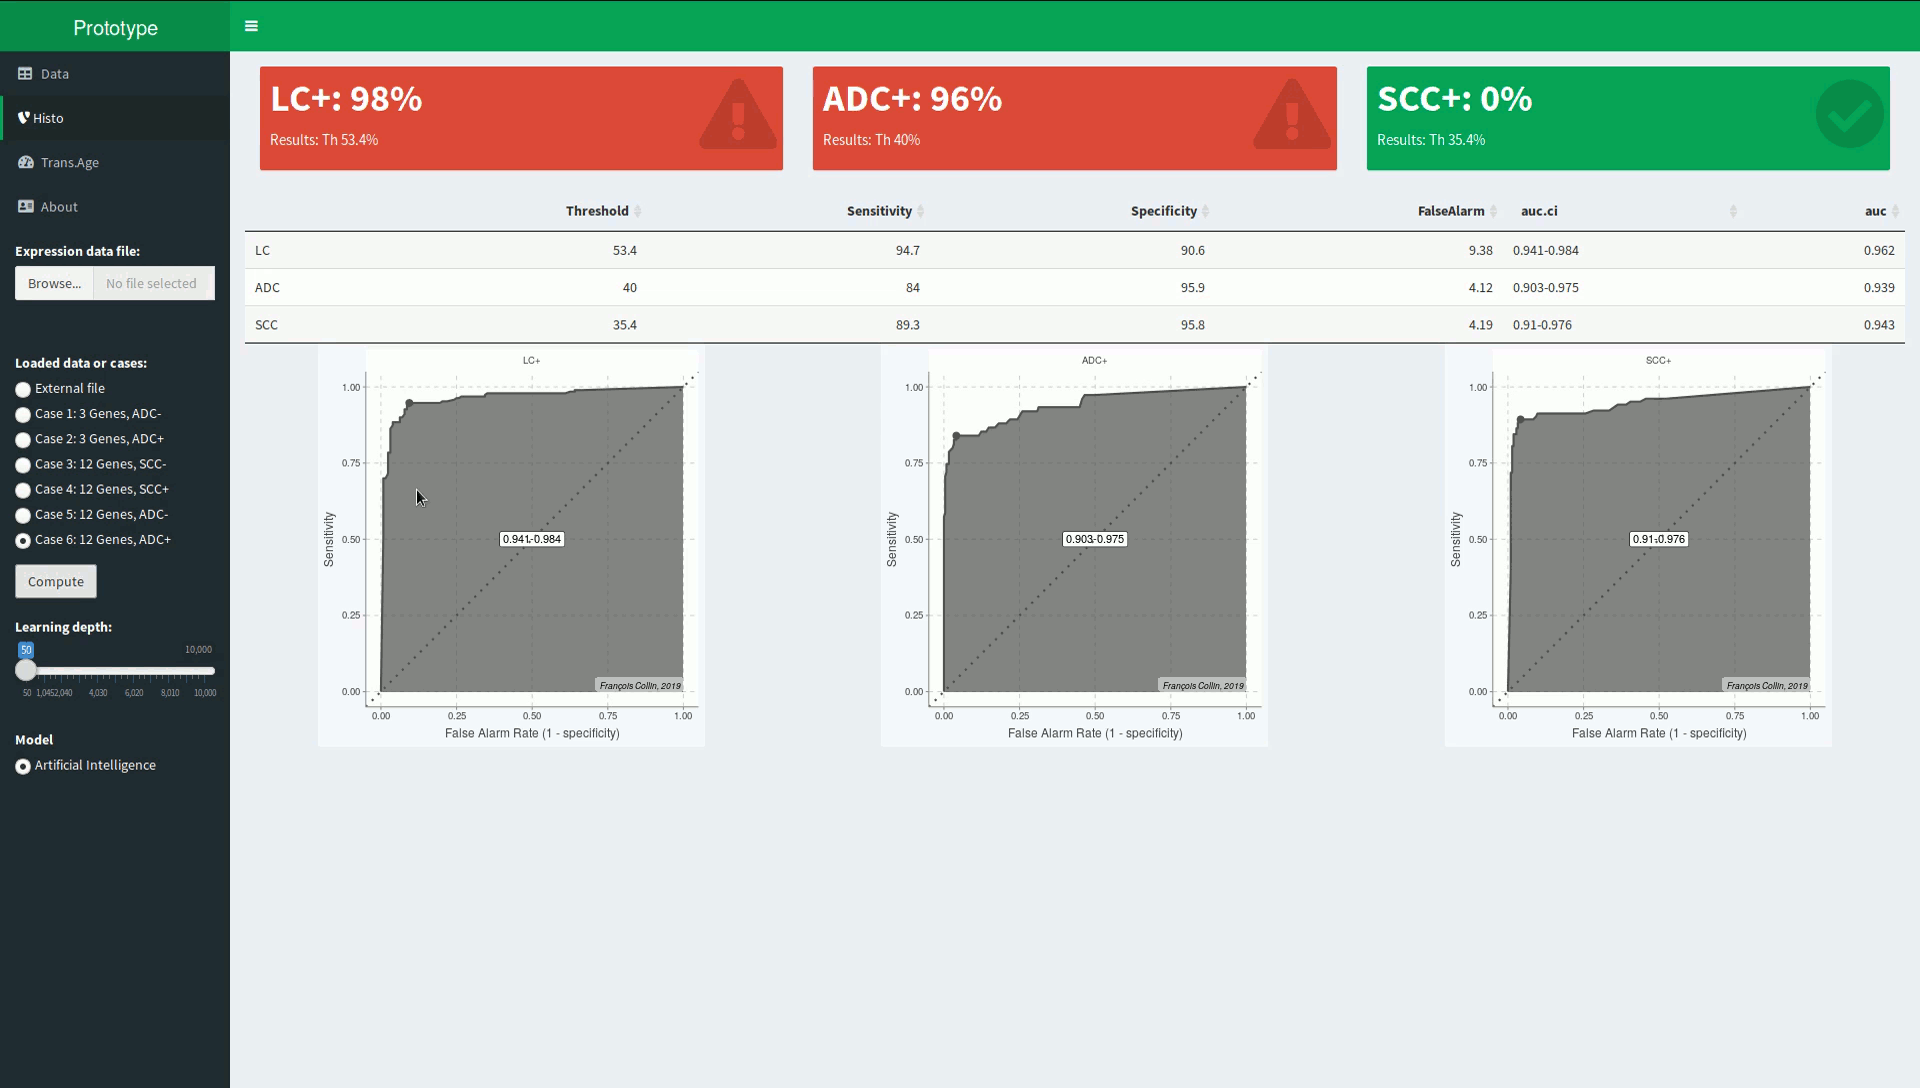 Prototype
Data
Histo
Trans.Age
About
Expression data file:
Browse... No file selected
Loaded data or cases:
External file
Case 1: 3 Genes, ADC-
Case 2: 3 Genes, ADC+
Case 3: 12 Genes, SCC-
Case 4: 12 Genes, SCC+
Case 5: 12 Genes, ADC-
Case 6: 12 Genes, ADC+
Compute
Learning depth:
50 10,000
50 1,045 2,040 4,030 6,020 8,010 10,000
Model
Artificial Intelligence
LC+: 98%
Results: Th 53.4%
ADC+: 96%
Results: Th 40%
SCC+: 0%
Results: Th 35.4%
Threshold Sensitivity Specificity FalseAlarm auc.ci auc
LC 53.4 94.7 90.6 9.38 0.941-0.984 0.962
ADC 40 84 95.9 4.12 0.903-0.975 0.939
SCC 35.4 89.3 95.8 4.19 0.91-0.976 0.943
LC+
1.00
0.75
0.50
0.25
0.00
Sensitivity
0.941-0.984
François Collin, 2019
0.00 0.25 0.50 0.75 1.00
False Alarm Rate (1 - specificity)
ADC+
1.00
0.75
0.50
0.25
0.00
Sensitivity
0.903-0.975
François Collin, 2019
0.00 0.25 0.50 0.75 1.00
False Alarm Rate (1 - specificity)
SCC+
1.00
0.75
0.50
0.25
0.00
Sensitivity
0.91-0.976
François Collin, 2019
0.00 0.25 0.50 0.75 1.00
False Alarm Rate (1 - specificity)